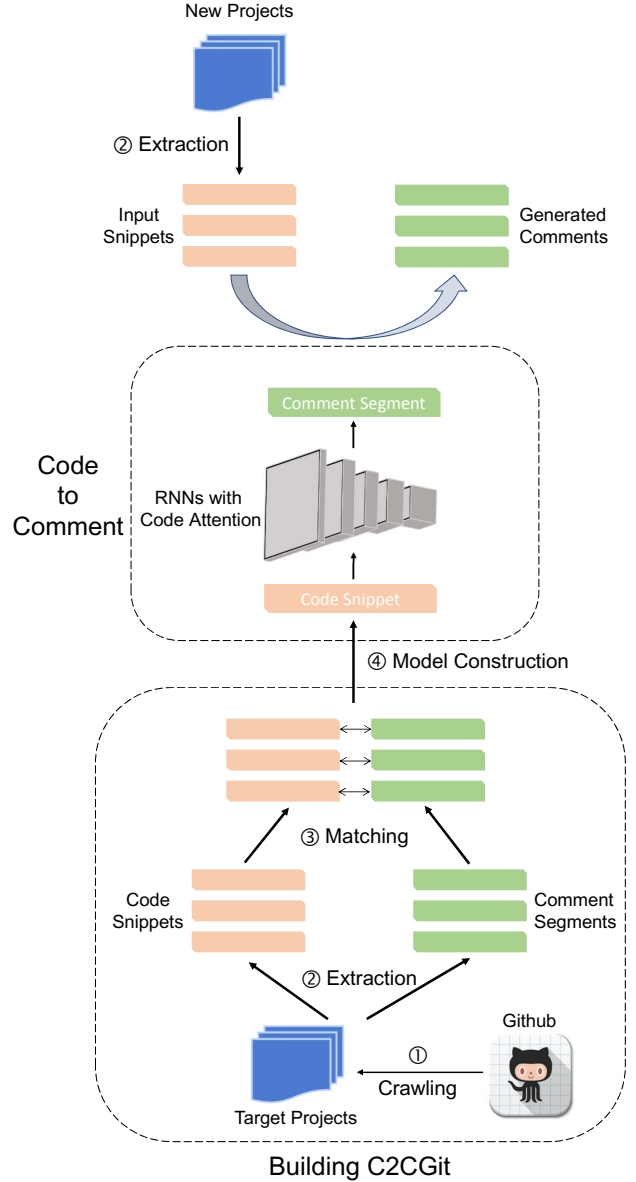 New Projects
② Extraction
Input
Snippets
Generated
Comments
Comment Segment
Code
to
Comment
RNNs with
Code Attention
Code Snippet
④ Model Construction
③ Matching
Code
Snippets
Comment
Segments
② Extraction
Github
①
Crawling
Target Projects
Building C2CGit